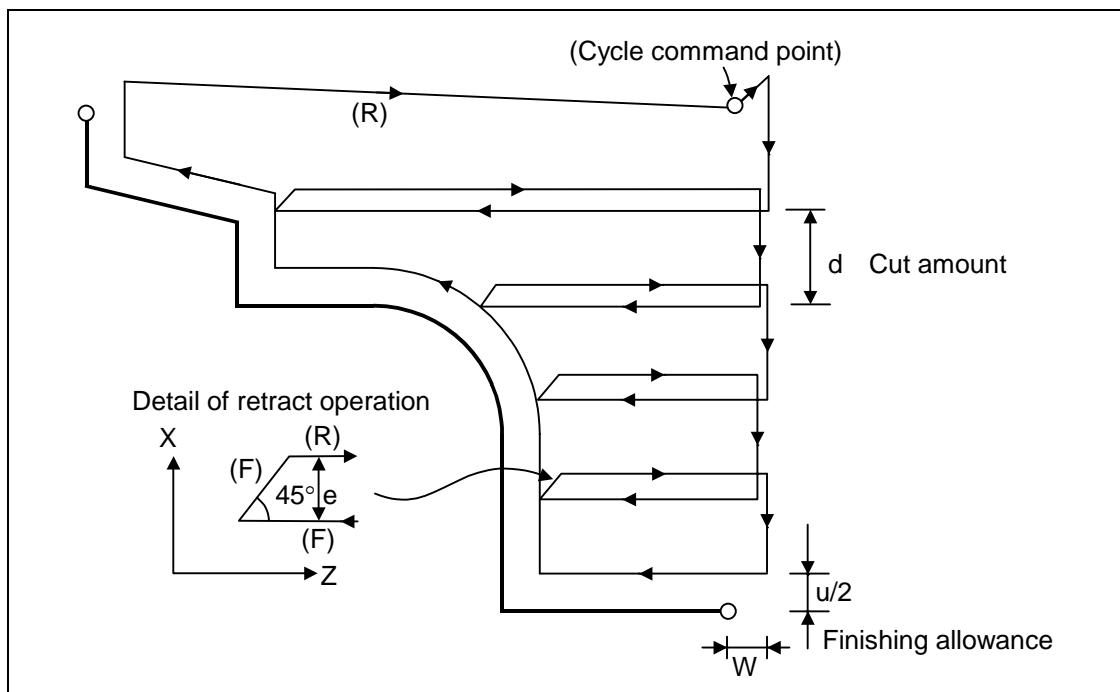 (Cycle command point)
(R)
d Cut amount
Detail of retract operation
X
(R)
(F)
45° e
(F)
Z
u/2
Finishing allowance
W